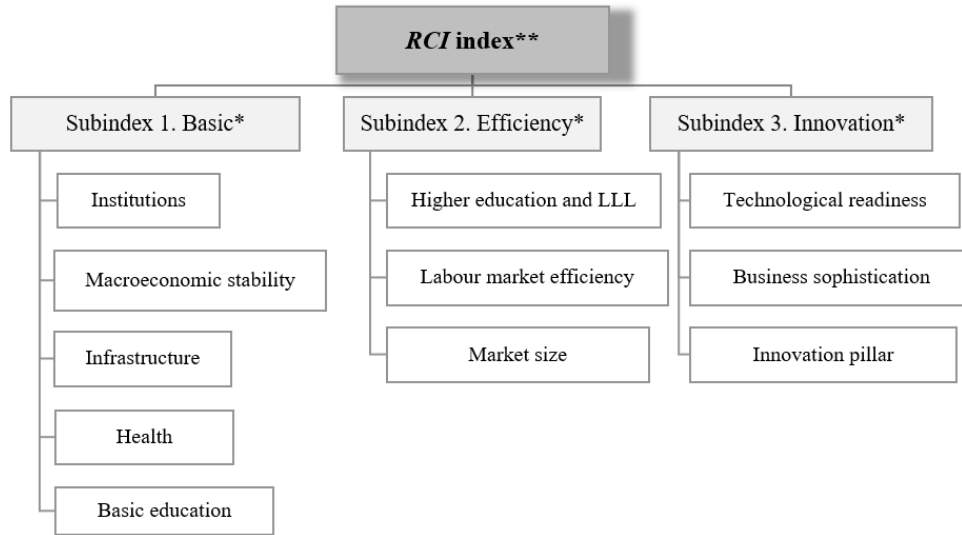 RCI index**
Subindex 1. Basic*
Institutions
Macroeconomic stability
Infrastructure
Health
Basic education
Subindex 2. Efficiency*
Higher education and LLL
Labour market efficiency
Market size
Subindex 3. Innovation*
Technological readiness
Business sophistication
Innovation pillar